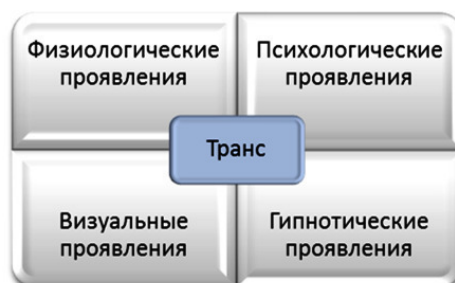 Физиологические
проявления
Психологические
проявления
Транс
Визуальные
проявления
Гипнотические
проявления